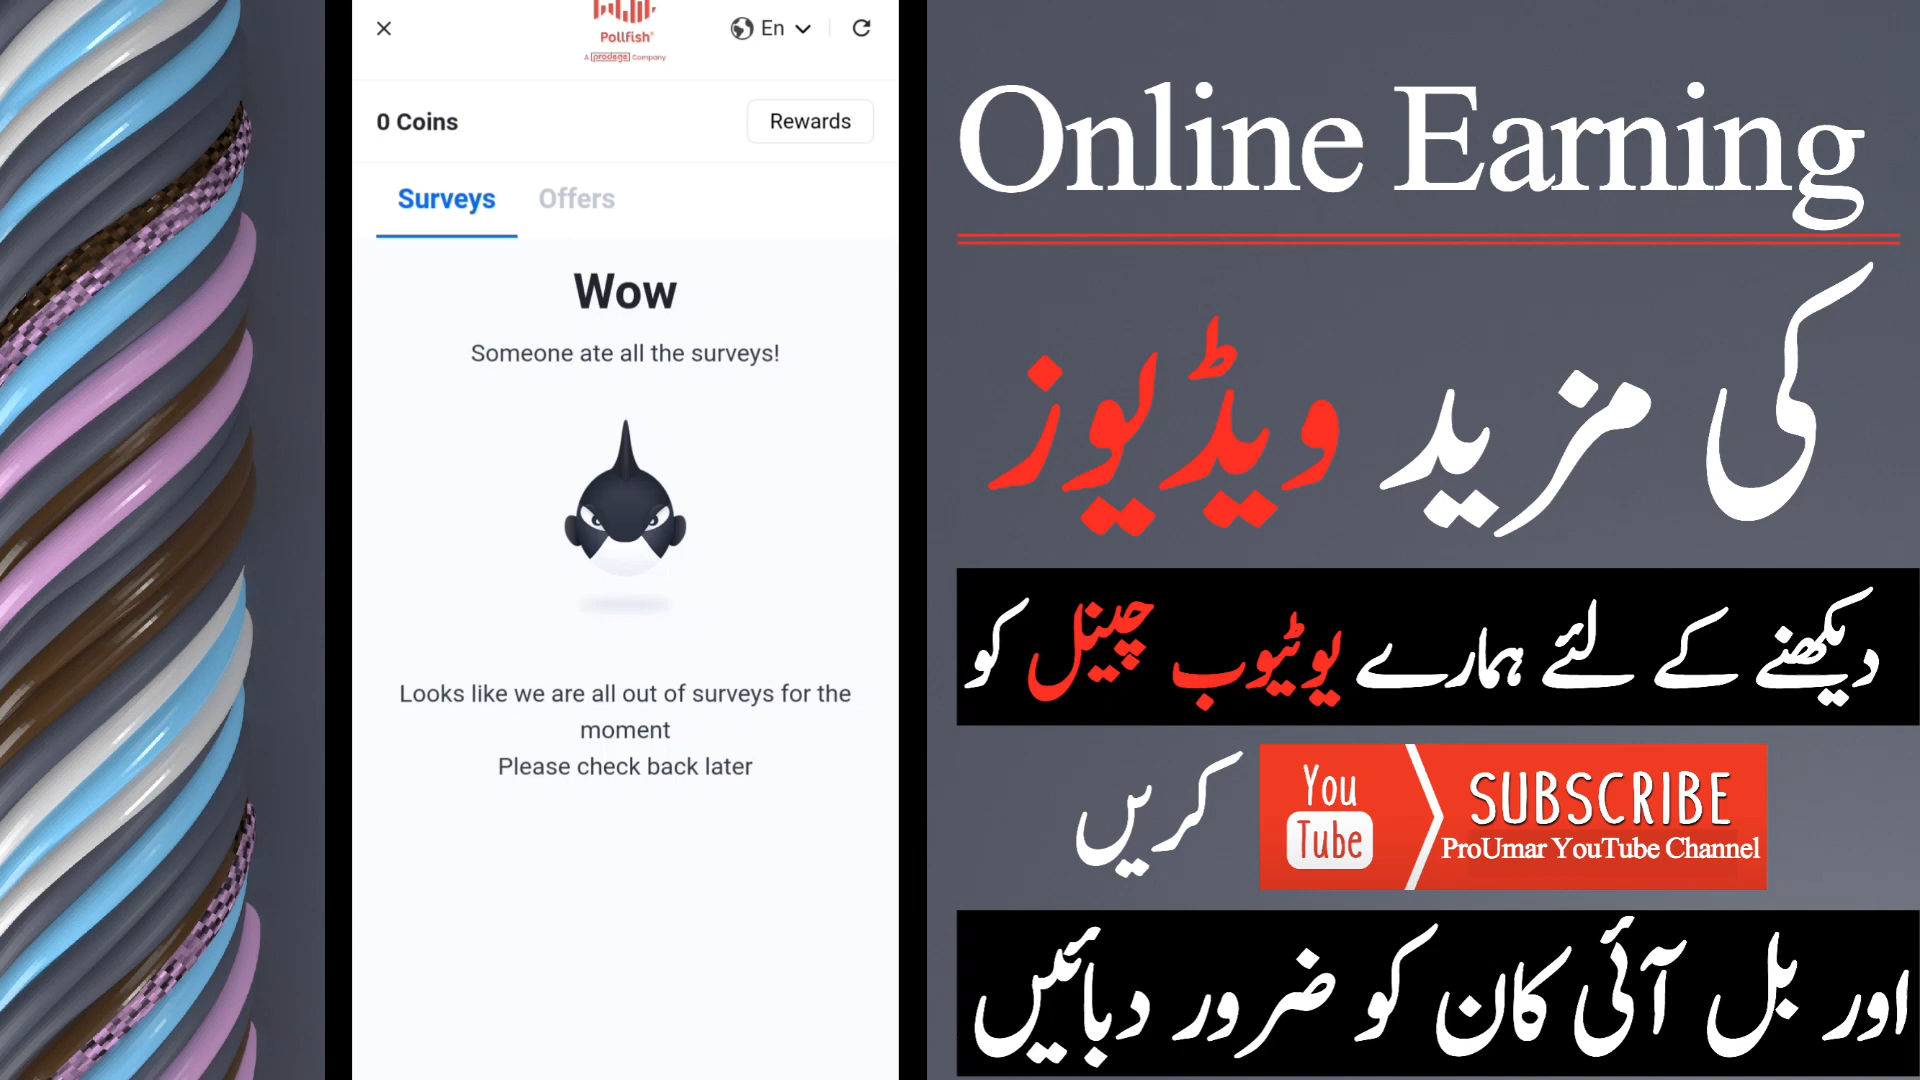 Pollfish
A prodege Company
En
0 Coins
Rewards
Surveys
Offers
Wow
Someone ate all the surveys!
Looks like we are all out of surveys for the
moment
Please check back later
Online Earning
کی مزید ویڈیوز
دیکھنے کے لئے ہمارے یوٹیوب چینل کو
You
Tube
SUBSCRIBE
ProUmar YouTube Channel
کریں
اور بل آئی کان کو ضرور دبائیں